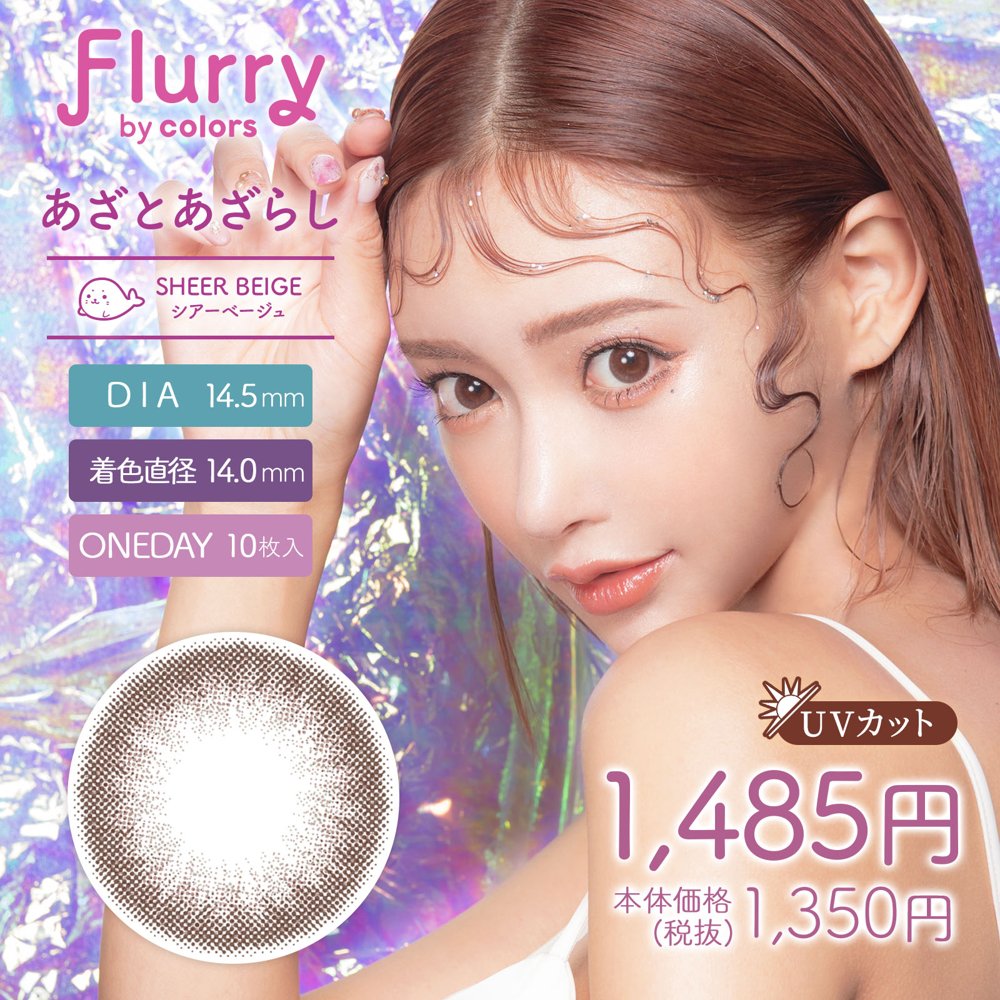 Flurry
by colors
あざとあざらし
SHEER BEIGE
シアーベージュ
DIA 14.5mm
着色直径 14.0mm
ONEDAY 10枚入
UVカット
1,485円
本体価格
(税抜) 1,350円